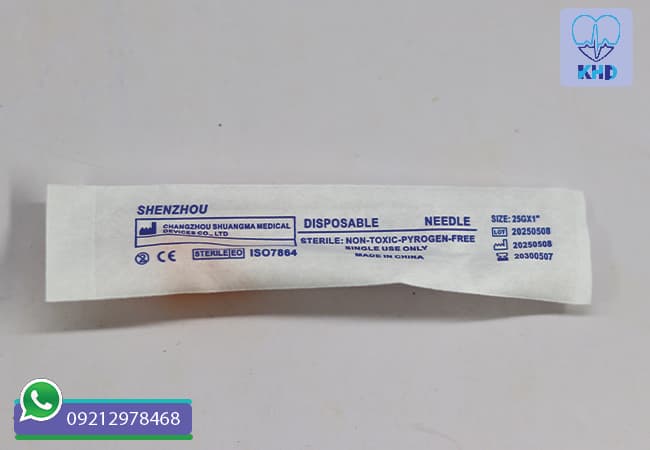 KHD
SHENZHOU
CHANGZHOU SHUANGMA MEDICAL
DEVICES CO., LTD
STERILE EO ISO7864
DISPOSABLE NEEDLE
STERILE: NON-TOXIC-PYROGEN-FREE
SINGLE USE ONLY
MADE IN CHINA
SIZE: 25GX1"
LOT 20250508
20250508
20300507
09212978468